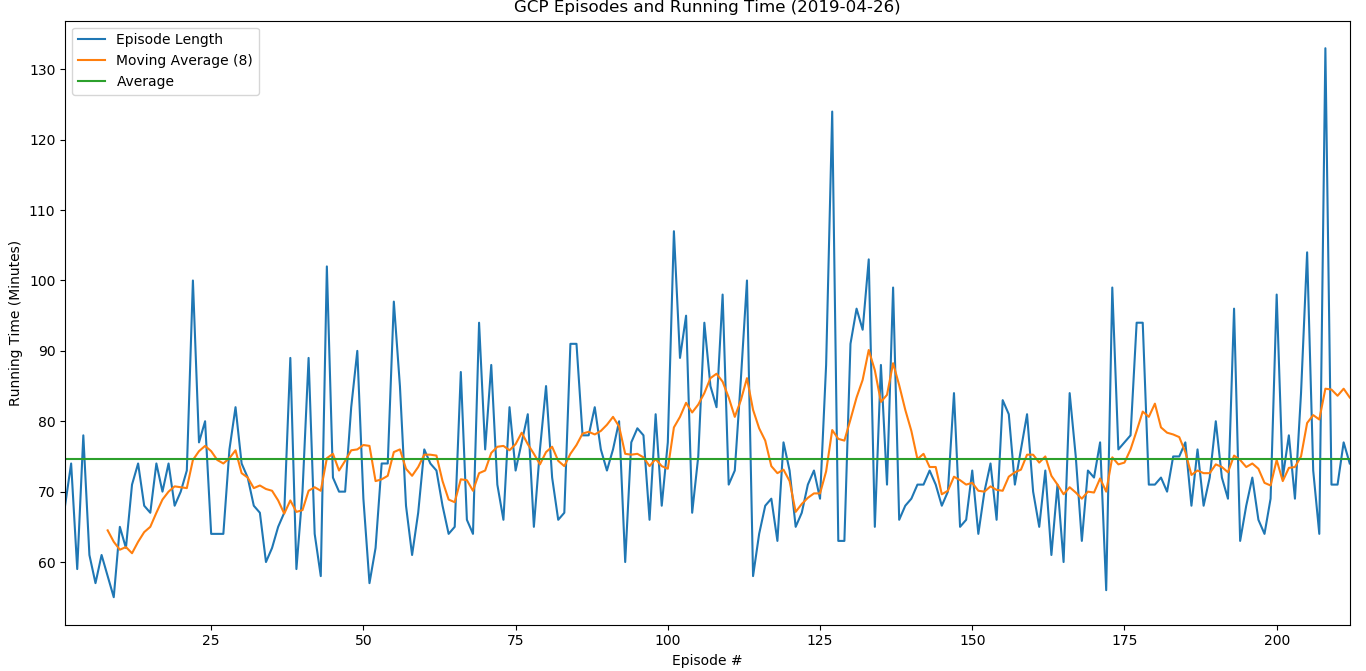 GCP Episodes and Running Time (2019-04-26)
Episode Length
Moving Average (8)
Average
130
120
110
100
90
80
70
60
Running Time (Minutes)
25 50 75 100 125 150 175 200
Episode #